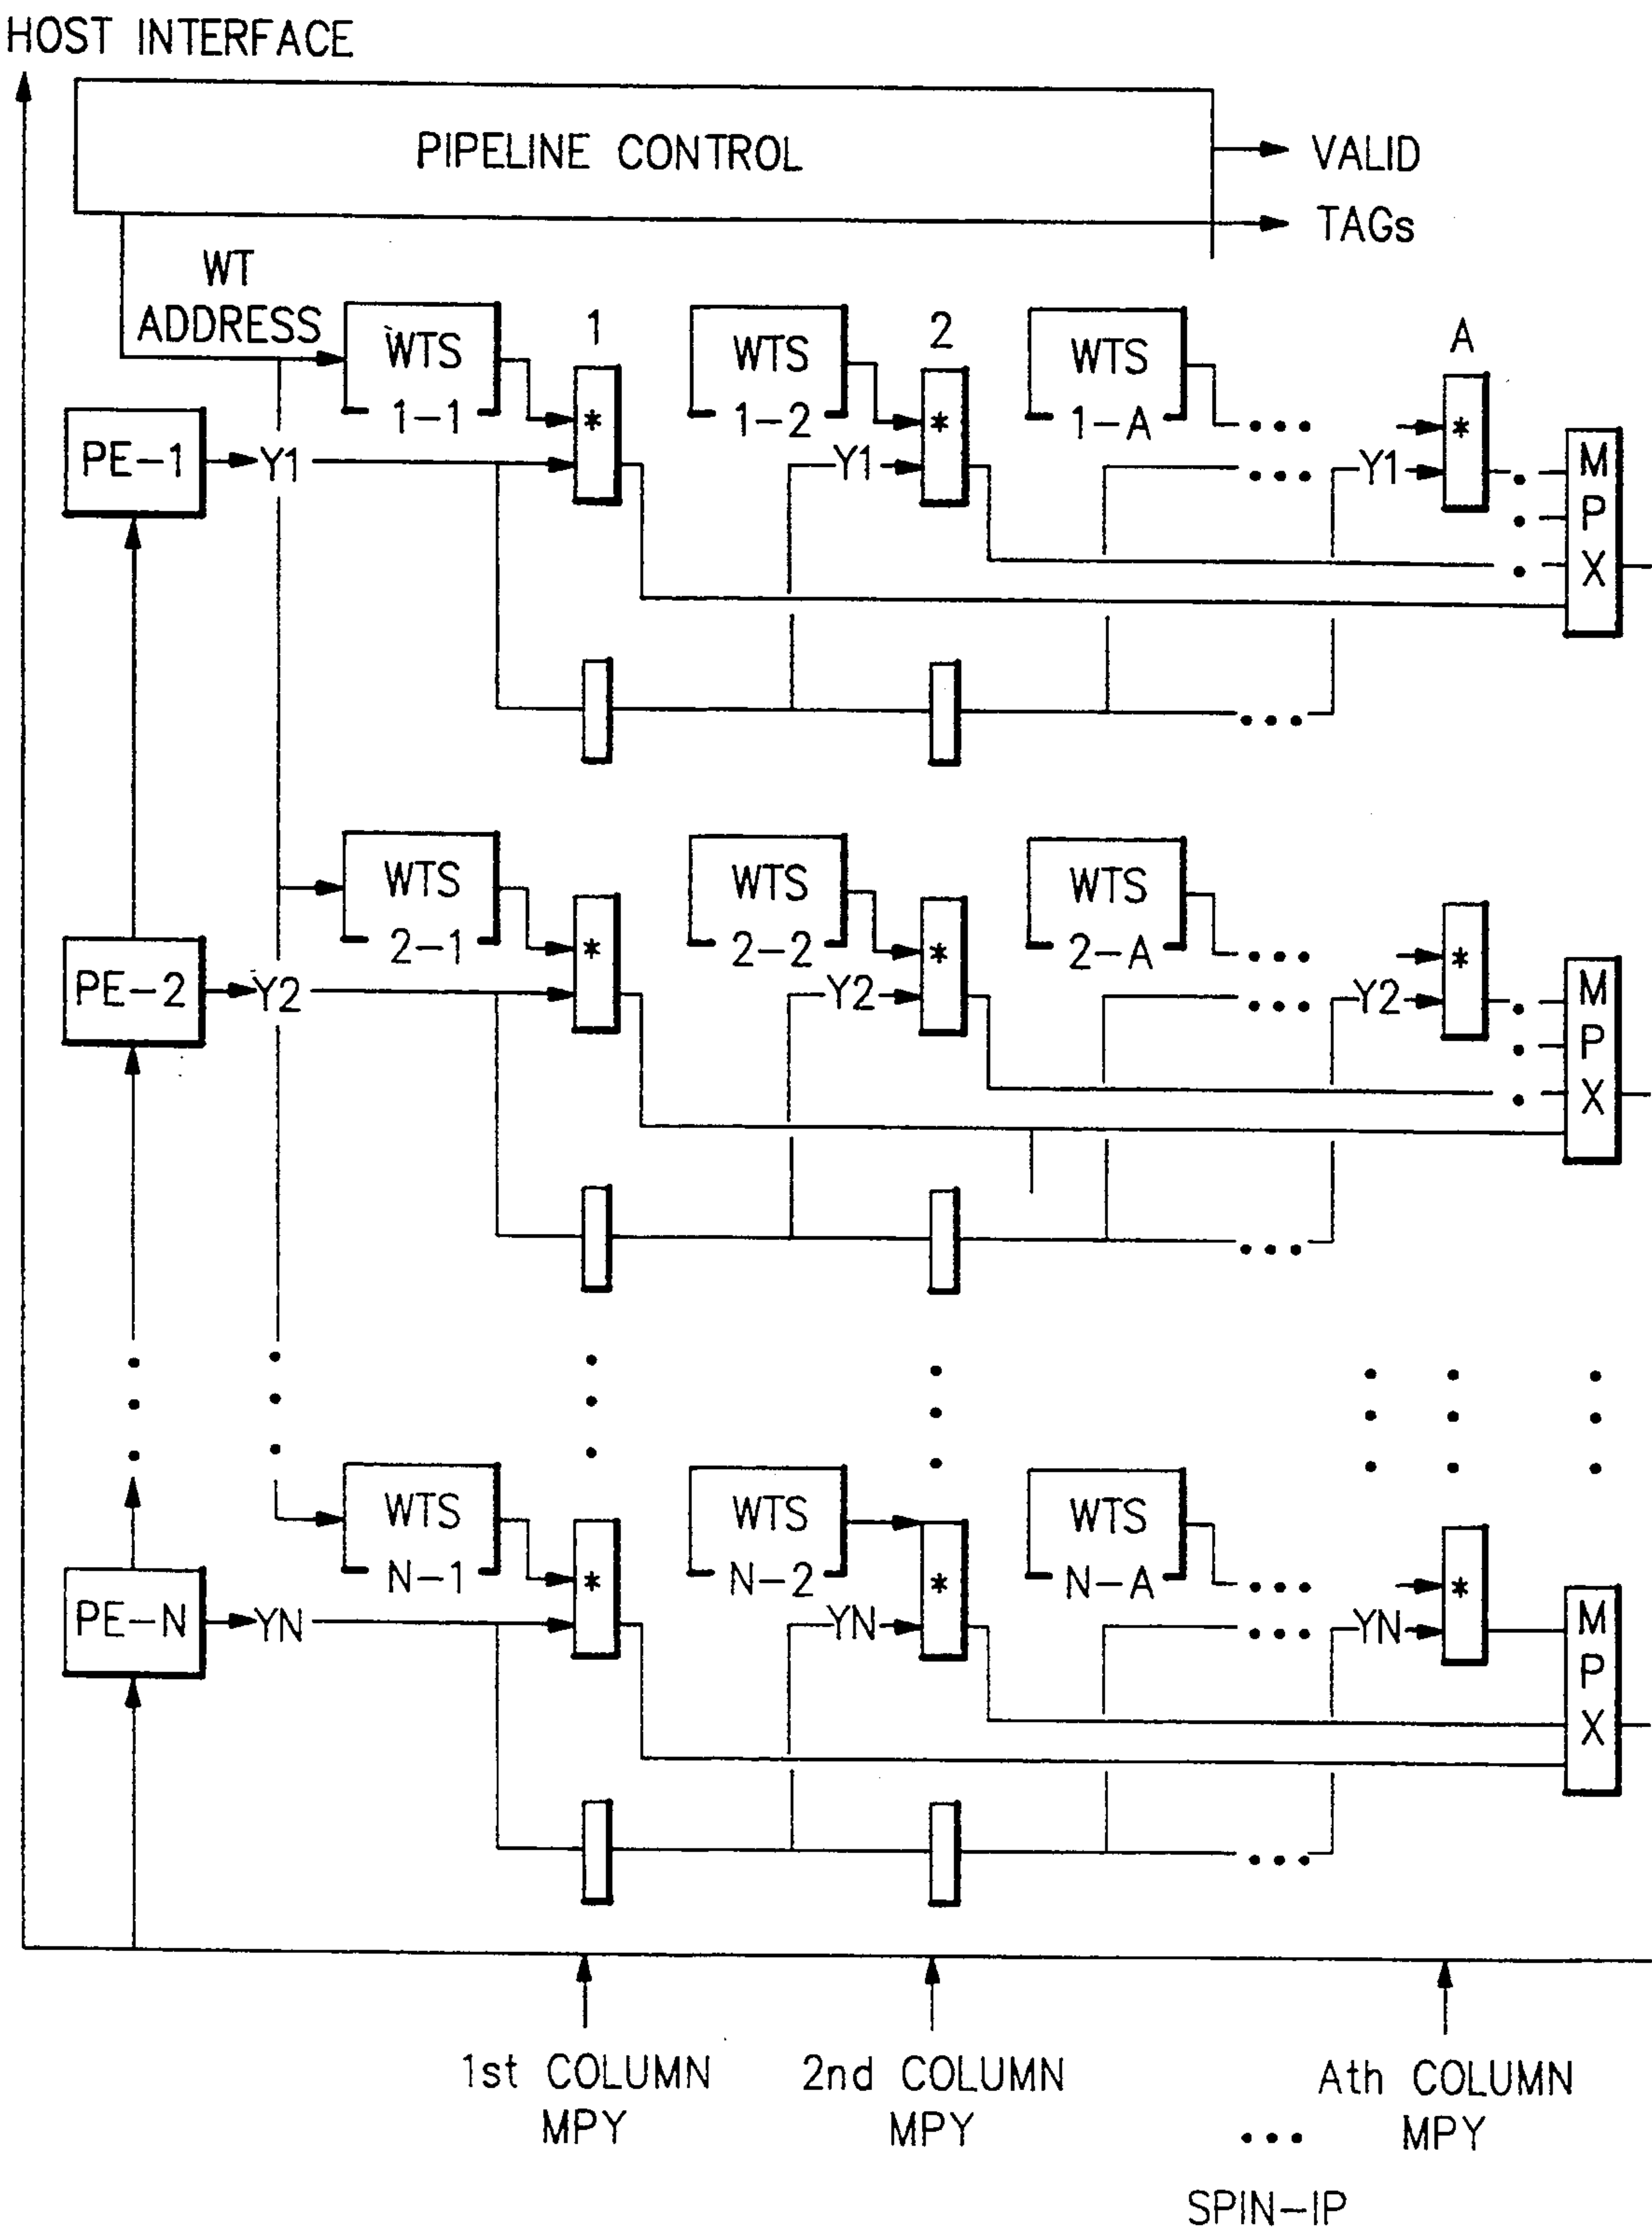 HOST INTERFACE
PIPELINE CONTROL
VALID
TAGs
WT
ADDRESS
WTS
1-1
1
*
WTS
1-2
2
*
WTS
1-A
...
A
*
PE-1
Y1
Y1
...
Y1
M
P
X
...
WTS
2-1
*
WTS
2-2
*
WTS
2-A
...
*
PE-2
Y2
Y2
...
Y2
M
P
X
...
WTS
N-1
*
WTS
N-2
*
WTS
N-A
...
*
PE-N
YN
YN
...
YN
M
P
X
...
1st COLUMN
MPY
2nd COLUMN
MPY
...
Ath COLUMN
MPY
SPIN-IP